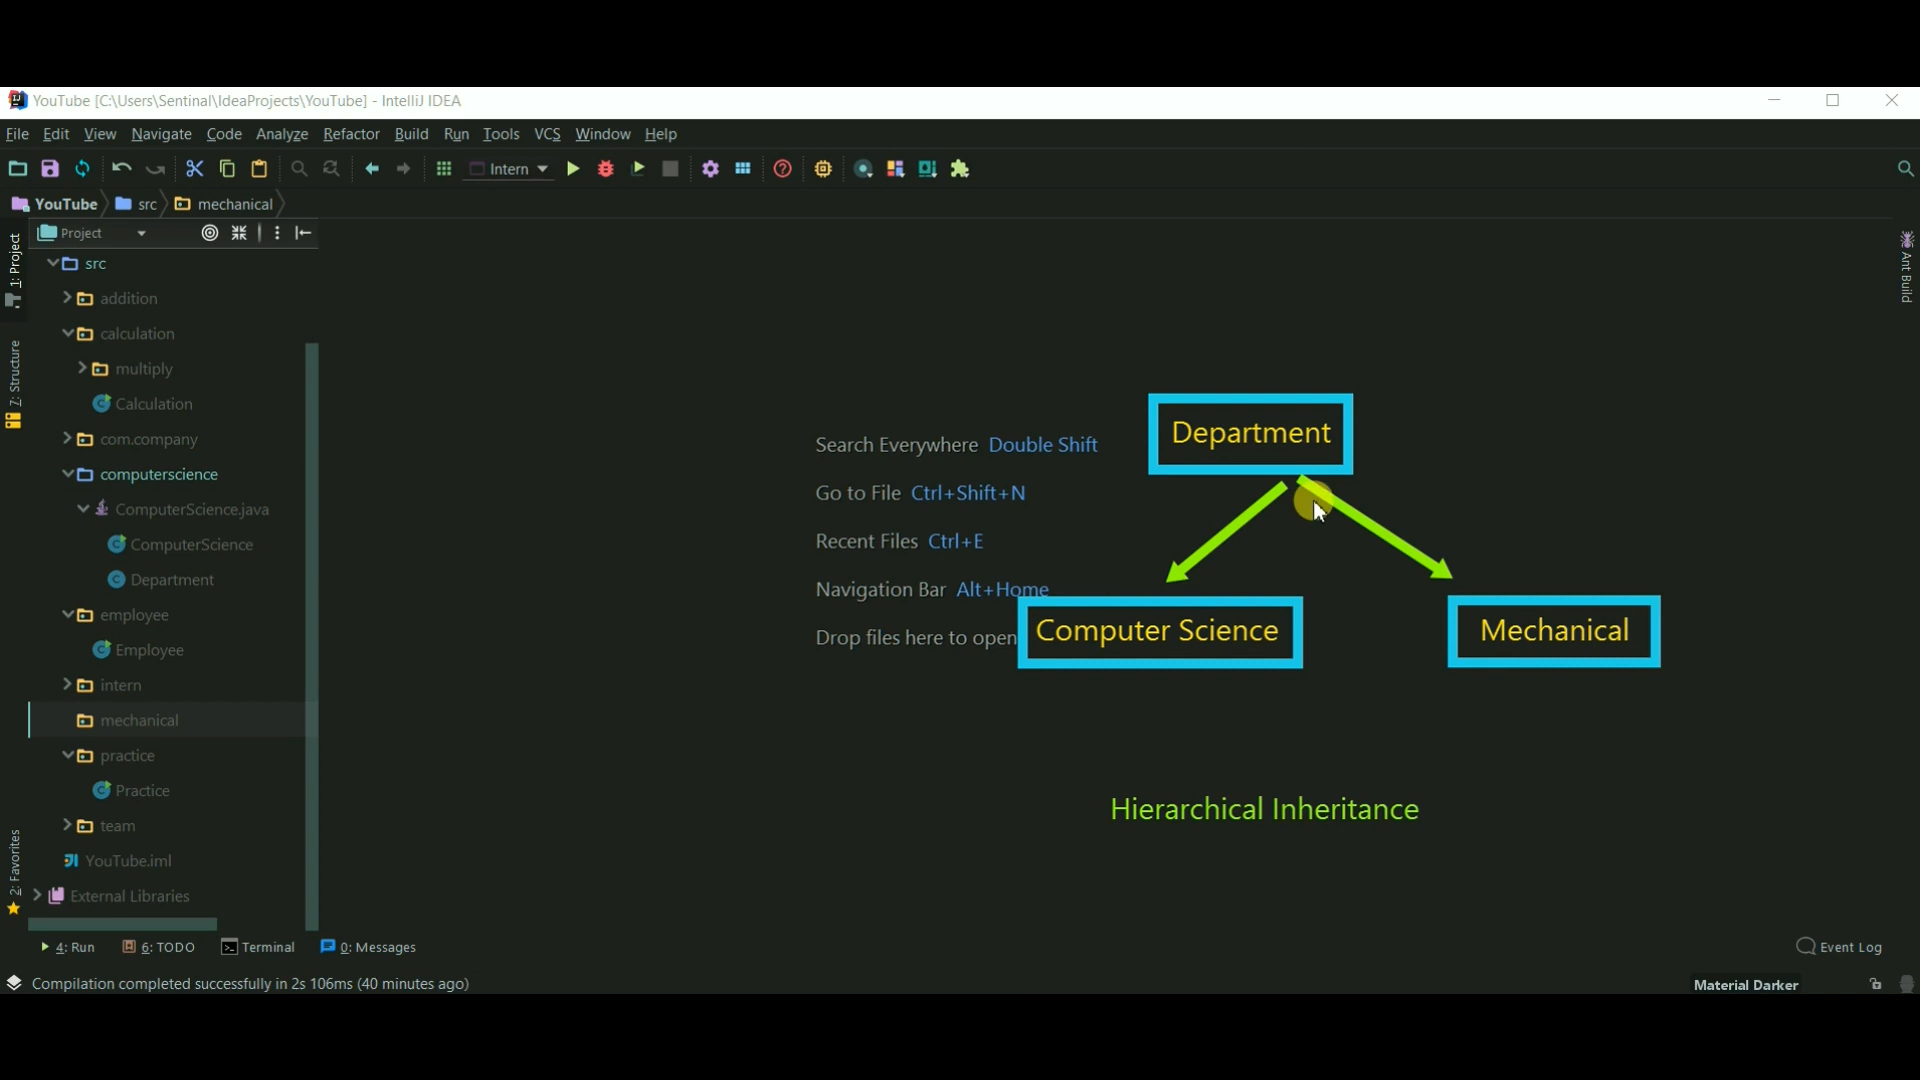 YouTube [C:\Users\Sentinal\IdeaProjects\YouTube] - IntelliJ IDEA
File Edit View Navigate Code Analyze Refactor Build Run Tools VCS Window Help
Intern
YouTube src mechanical
Project
1: Project
7: Structure
2: Favorites
src
addition
calculation
multiply
Calculation
com.company
computerscience
ComputerScience.java
ComputerScience
Department
employee
Employee
intern
mechanical
practice
Practice
team
YouTube.iml
External Libraries
Search Everywhere Double Shift
Go to File Ctrl+Shift+N
Recent Files Ctrl+E
Navigation Bar Alt+Home
Drop files here to open
Department
Computer Science
Mechanical
Hierarchical Inheritance
Ant Build
4: Run 6: TODO Terminal 0: Messages
Event Log
Compilation completed successfully in 2s 106ms (40 minutes ago)
Material Darker